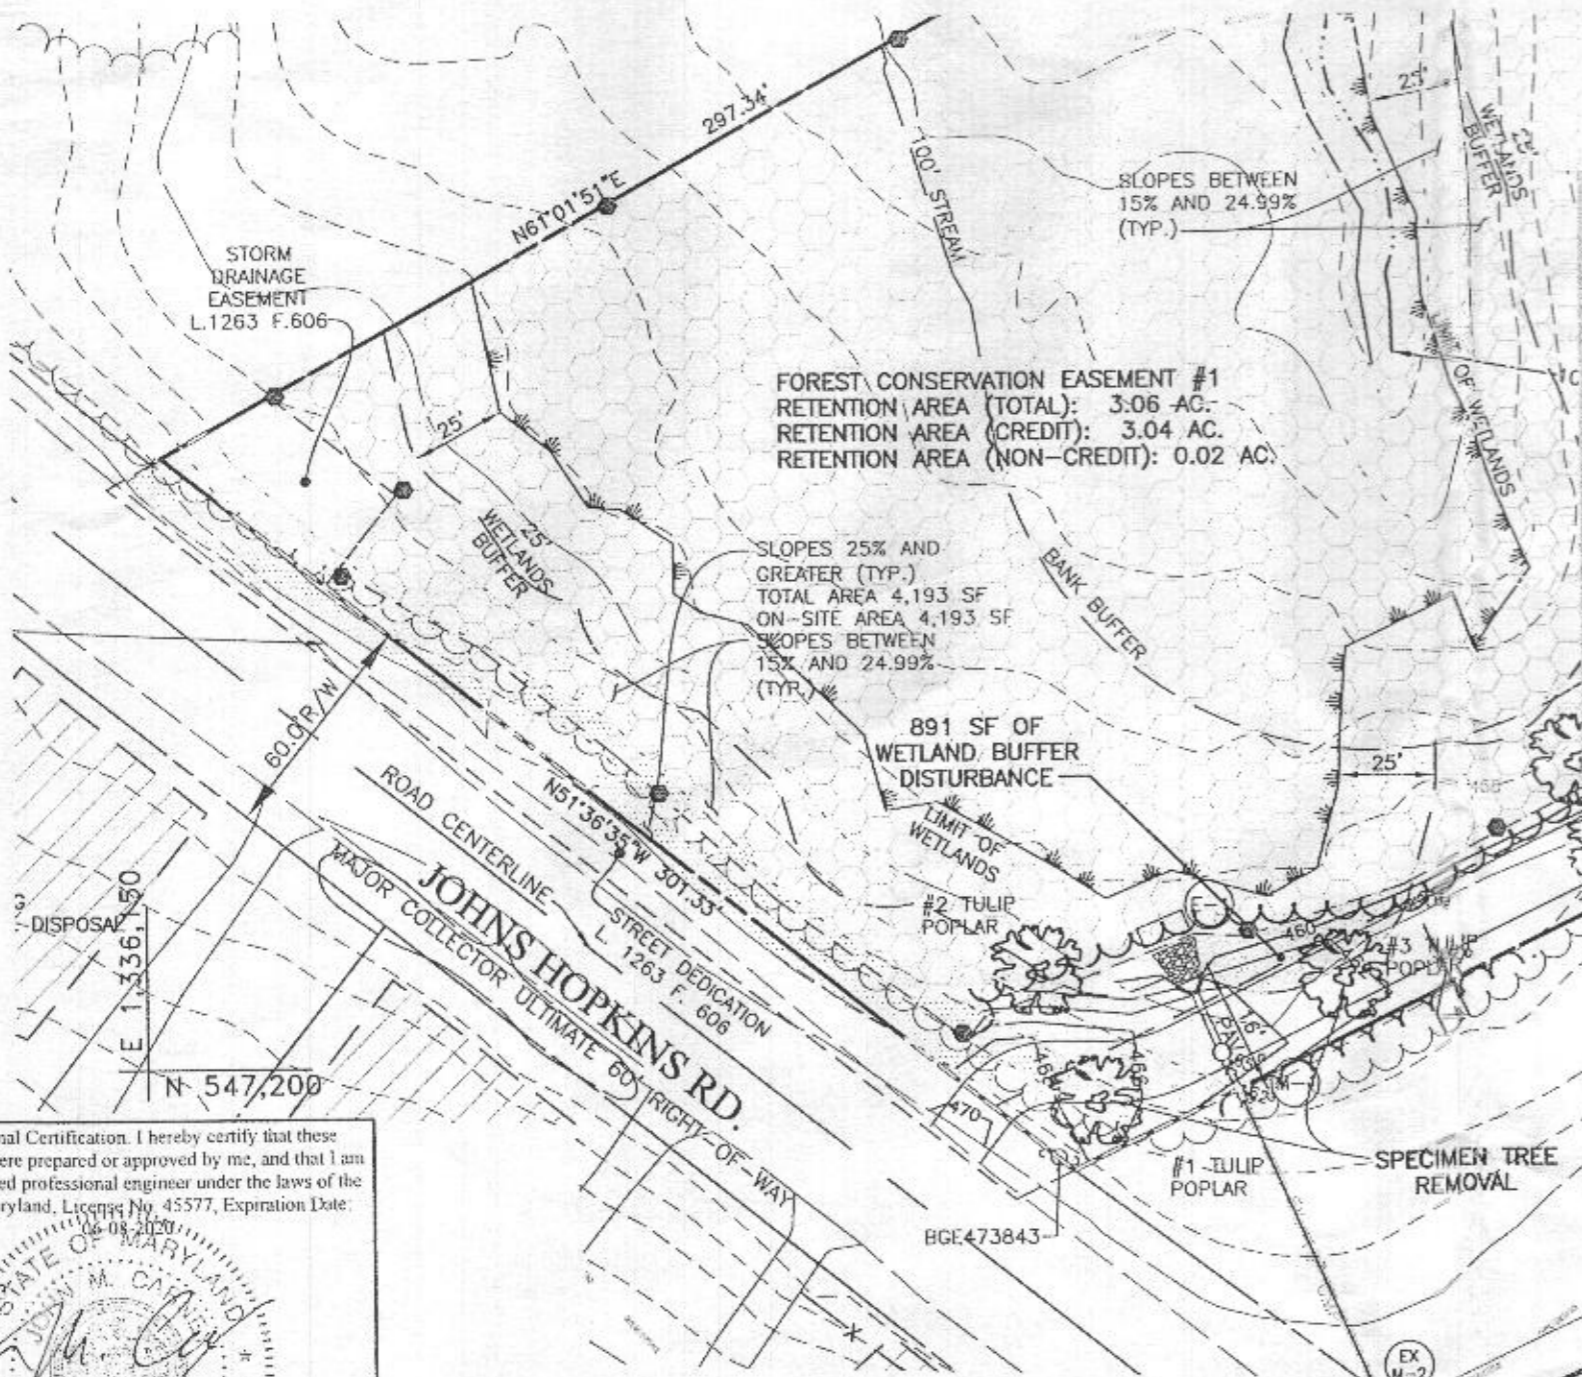 297.34'
N61°01'51"E
100' STREAM
25'
25'
WETLANDS
BUFFER
SLOPES BETWEEN
15% AND 24.99%
(TYP.)
STORM
DRAINAGE
EASEMENT
L.1263 F.606
FOREST CONSERVATION EASEMENT #1
RETENTION AREA (TOTAL): 3.06 AC.
RETENTION AREA (CREDIT): 3.04 AC.
RETENTION AREA (NON-CREDIT): 0.02 AC.
LIMIT OF WETLANDS
25'
25'
WETLANDS
BUFFER
SLOPES 25% AND
GREATER (TYP.)
TOTAL AREA 4,193 SF
ON-SITE AREA 4,193 SF
SLOPES BETWEEN
15% AND 24.99%
(TYP.)
BANK BUFFER
891 SF OF
WETLAND BUFFER
DISTURBANCE
25'
60.0' R/W
ROAD CENTERLINE
N51°36'35"W 301.33'
LIMIT OF
WETLANDS
#2 TULIP
POPLAR
JOHNS HOPKINS RD.
MAJOR COLLECTOR ULTIMATE 60' RIGHT-OF-WAY
STREET DEDICATION
L. 1263 F. 606
DISPOSAL
E 1,336,150
N 547,200
460
#3 TULIP
16'
468
466
470
#1 TULIP
POPLAR
SPECIMEN TREE
REMOVAL
BGE473843
EX
M-2
nal Certification. I hereby certify that these
ere prepared or approved by me, and that I am
ed professional engineer under the laws of the
ryland, License No. 45577, Expiration Date:
06-08-2020
STATE OF MARYLAND
JOHN M.